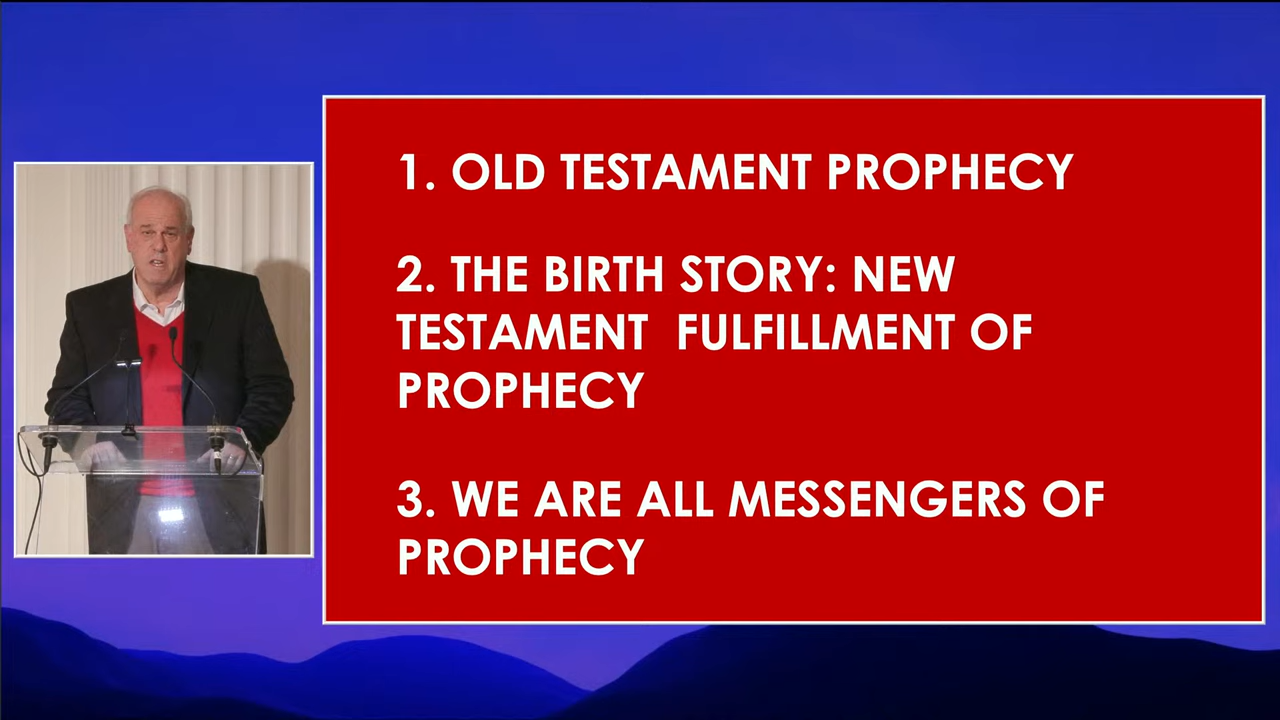 1. OLD TESTAMENT PROPHECY
2. THE BIRTH STORY: NEW
TESTAMENT  FULFILLMENT OF
PROPHECY
3. WE ARE ALL MESSENGERS OF
PROPHECY